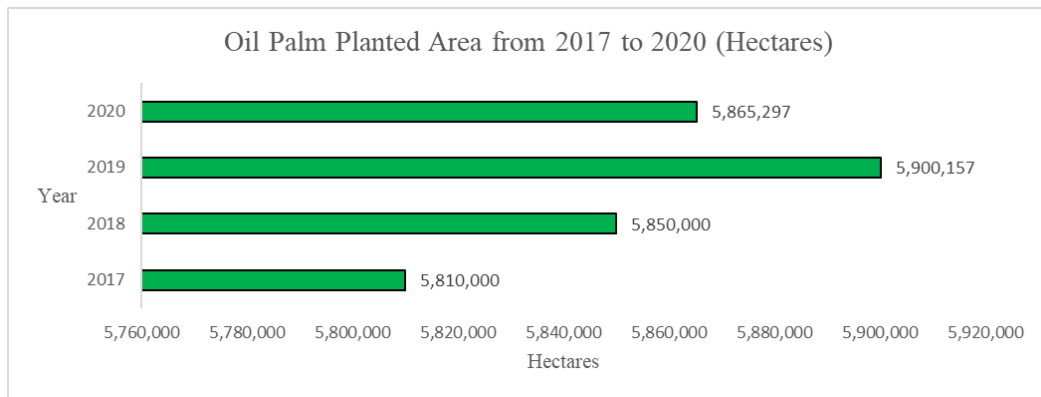 Oil Palm Planted Area from 2017 to 2020 (Hectares)
2020 5,865,297
2019 5,900,157
Year
2018 5,850,000
2017 5,810,000
5,760,000 5,780,000 5,800,000 5,820,000 5,840,000 5,860,000 5,880,000 5,900,000 5,920,000
Hectares